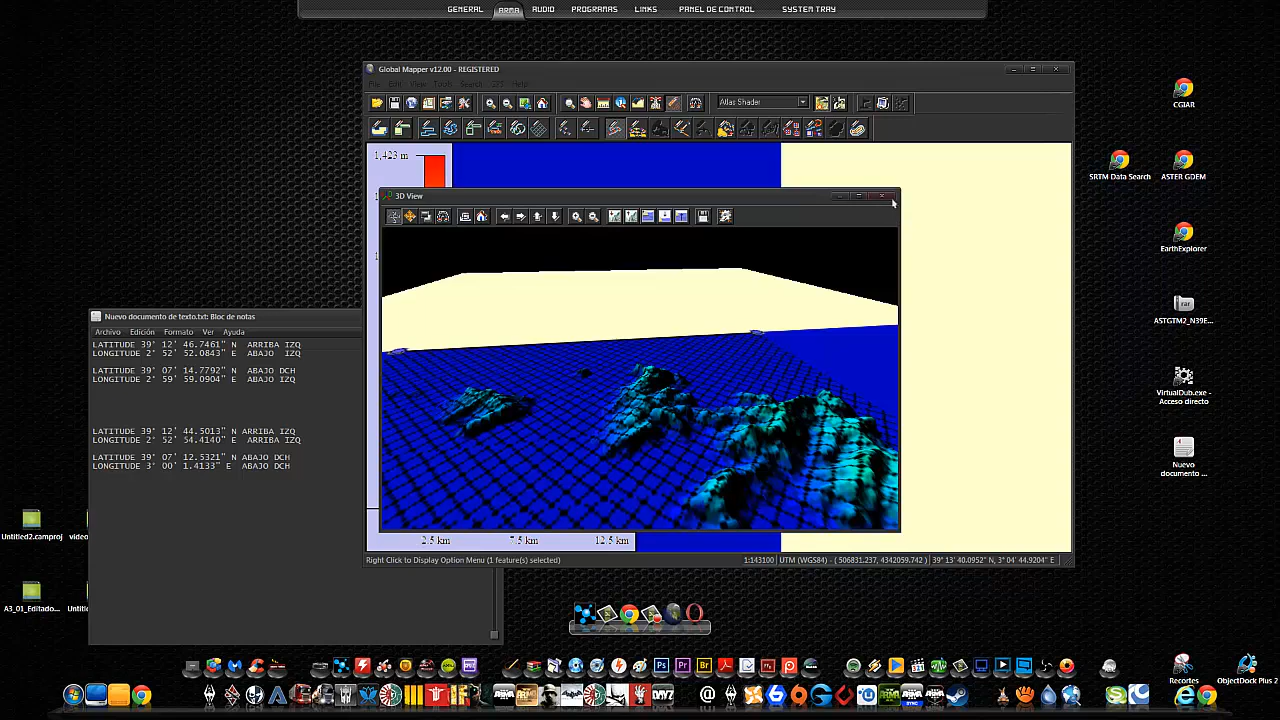 GENERAL ARMA AUDIO PROGRAMAS LINKS PANEL DE CONTROL SYSTEM TRAY
Global Mapper v12.00 - REGISTERED
Atlas Shader
CGIAR
1,423 m
SRTM Data Search
ASTER GDEM
3D View
EarthExplorer
Nuevo documento de texto.txt: Bloc de notas
Archivo Edición Formato Ver Ayuda
LATITUDE 39° 12' 46.7461" N ARRIBA IZQ
LONGITUDE 2° 52' 52.0843" E ABAJO IZQ
LATITUDE 39° 07' 14.7792" N ABAJO DCH
LONGITUDE 2° 59' 59.0904" E ABAJO IZQ
LATITUDE 39° 12' 44.5013" N ARRIBA IZQ
LONGITUDE 2° 52' 54.4140" E ARRIBA IZQ
LATITUDE 39° 07' 12.5321" N ABAJO DCH
LONGITUDE 3° 00' 1.4133" E ABAJO DCH
ASTGTM2_N39E...
VirtualDub.exe -
Acceso directo
Nuevo
documento ...
2.5 km 7.5 km 12.5 km
Right Click to Display Option Menu (1 feature(s) selected)
1:143100 UTM (WGS84) - ( 506831.237, 4342059.742 ) 39° 13' 40.0952" N, 3° 04' 44.9204" E
Untitled2.camproj
video
A3_01_Editado...
Untitl
Recortes
ObjectDock Plus 2